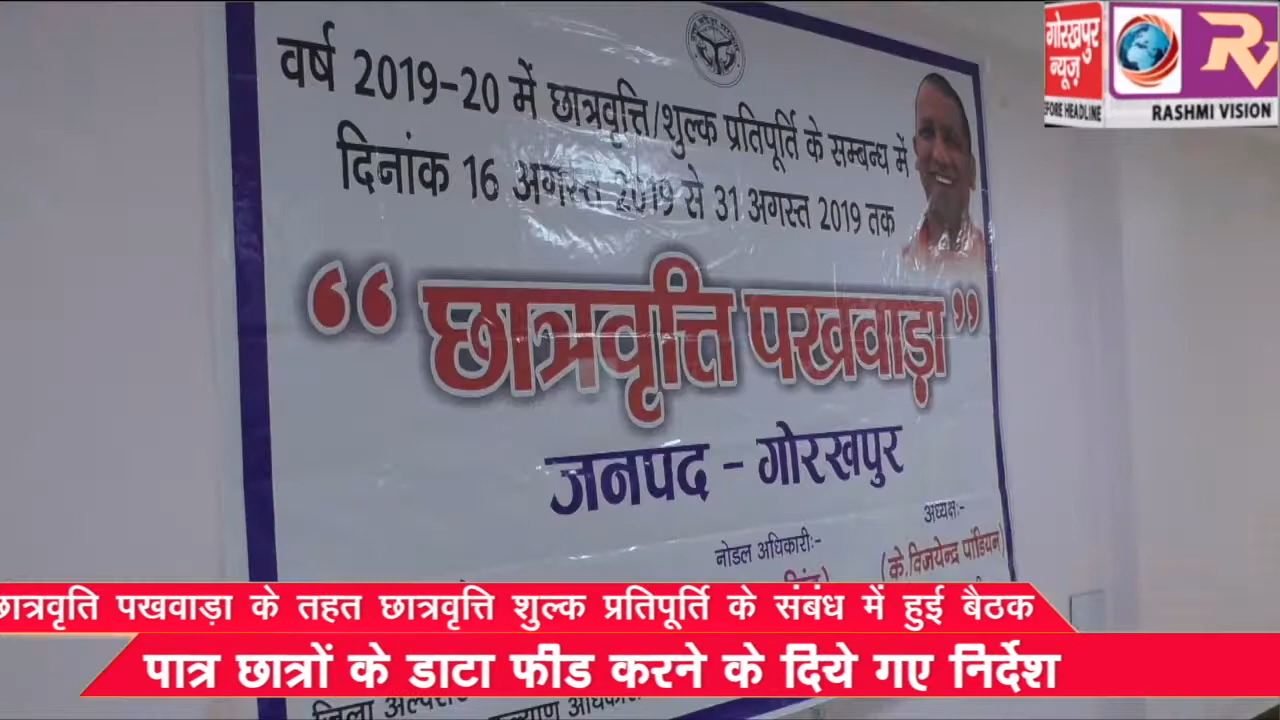 गोरखपुर
न्यूज़
RASHMI VISION
वर्ष 2019-20 में छात्रवृत्ति/शुल्क प्रतिपूर्ति के सम्बन्ध में
दिनांक 16 अगस्त 2019 से 31 अगस्त 2019 तक
“ छात्रवृत्ति पखवाड़ा ”
जनपद - गोरखपुर
अध्यक्ष:-
नोडल अधिकारी:-
(के.विजयेन्द्र पांडियन)
छात्रवृति पखवाड़ा के तहत छात्रवृत्ति शुल्क प्रतिपूर्ति के संबंध में हुई बैठक
पात्र छात्रों के डाटा फीड करने के दिये गए निर्देश
जिला